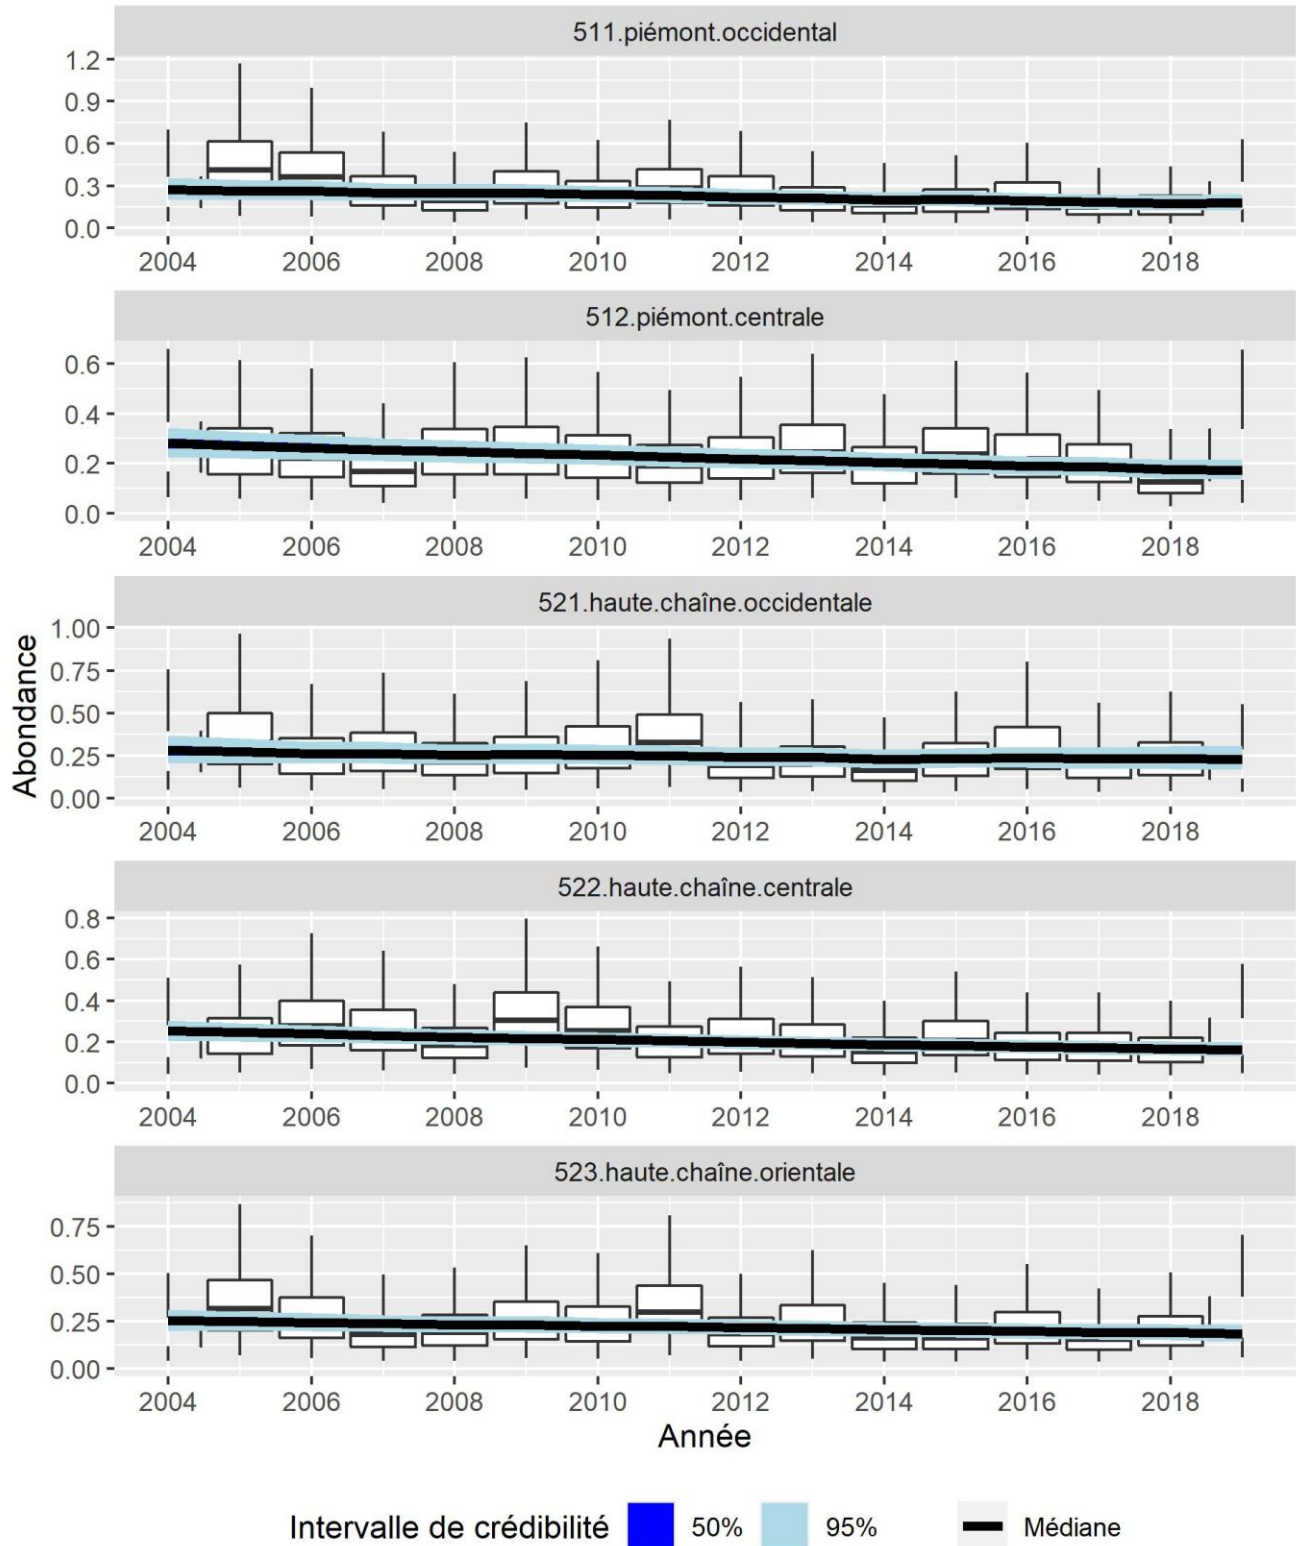 511.piémont.occidental
1.2
0.9
0.6
0.3
0.0
2004 2006 2008 2010 2012 2014 2016 2018
512.piémont.centrale
0.6
0.4
0.2
0.0
2004 2006 2008 2010 2012 2014 2016 2018
521.haute.chaîne.occidentale
1.00
0.75
0.50
0.25
0.00
2004 2006 2008 2010 2012 2014 2016 2018
Abondance
522.haute.chaîne.centrale
0.8
0.6
0.4
0.2
0.0
2004 2006 2008 2010 2012 2014 2016 2018
523.haute.chaîne.orientale
0.75
0.50
0.25
0.00
2004 2006 2008 2010 2012 2014 2016 2018
Année
Intervalle de crédibilité 50% 95% Médiane